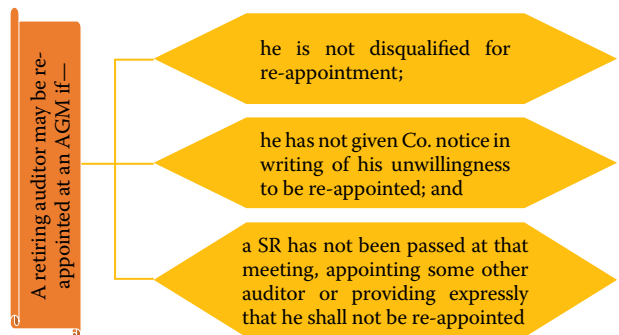 A retiring auditor may be re-
appointed at an AGM if—
he is not disqualified for
re-appointment;
he has not given Co. notice in
writing of his unwillingness
to be re-appointed; and
a SR has not been passed at that
meeting, appointing some other
auditor or providing expressly
that he shall not be re-appointed